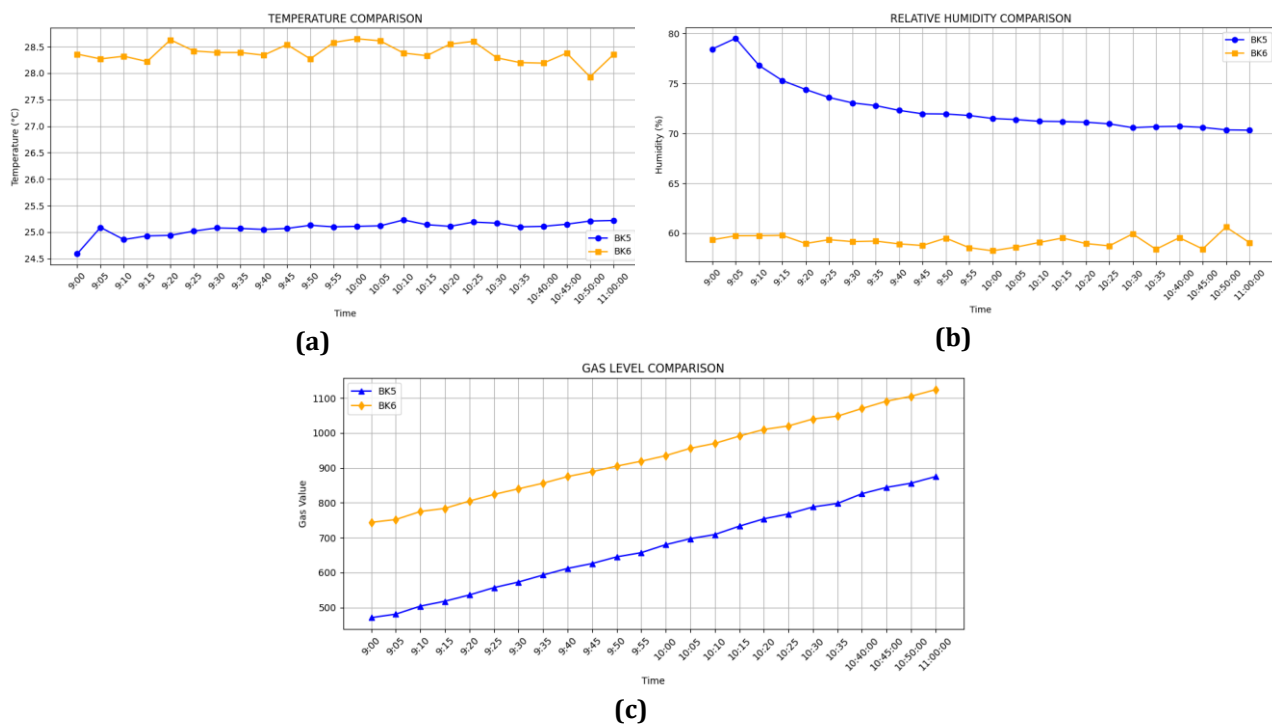 TEMPERATURE COMPARISON
28.5
28.0
27.5
27.0
26.5
26.0
25.5
25.0
24.5
Temperature (°C)
BK5
BK6
9:00 9:05 9:10 9:15 9:20 9:25 9:30 9:35 9:40 9:45 9:50 9:55 10:00 10:05 10:10 10:15 10:20 10:25 10:30 10:35 10:40:00 10:45:00 10:50:00 11:00:00
Time
(a)
RELATIVE HUMIDITY COMPARISON
80
75
70
65
60
Humidity (%)
BK5
BK6
9:00 9:05 9:10 9:15 9:20 9:25 9:30 9:35 9:40 9:45 9:50 9:55 10:00 10:05 10:10 10:15 10:20 10:25 10:30 10:35 10:40:00 10:45:00 10:50:00 11:00:00
Time
(b)
GAS LEVEL COMPARISON
BK5
BK6
1100
1000
900
800
700
600
500
Gas Value
9:00 9:05 9:10 9:15 9:20 9:25 9:30 9:35 9:40 9:45 9:50 9:55 10:00 10:05 10:10 10:15 10:20 10:25 10:30 10:35 10:40:00 10:45:00 10:50:00 11:00:00
Time
(c)